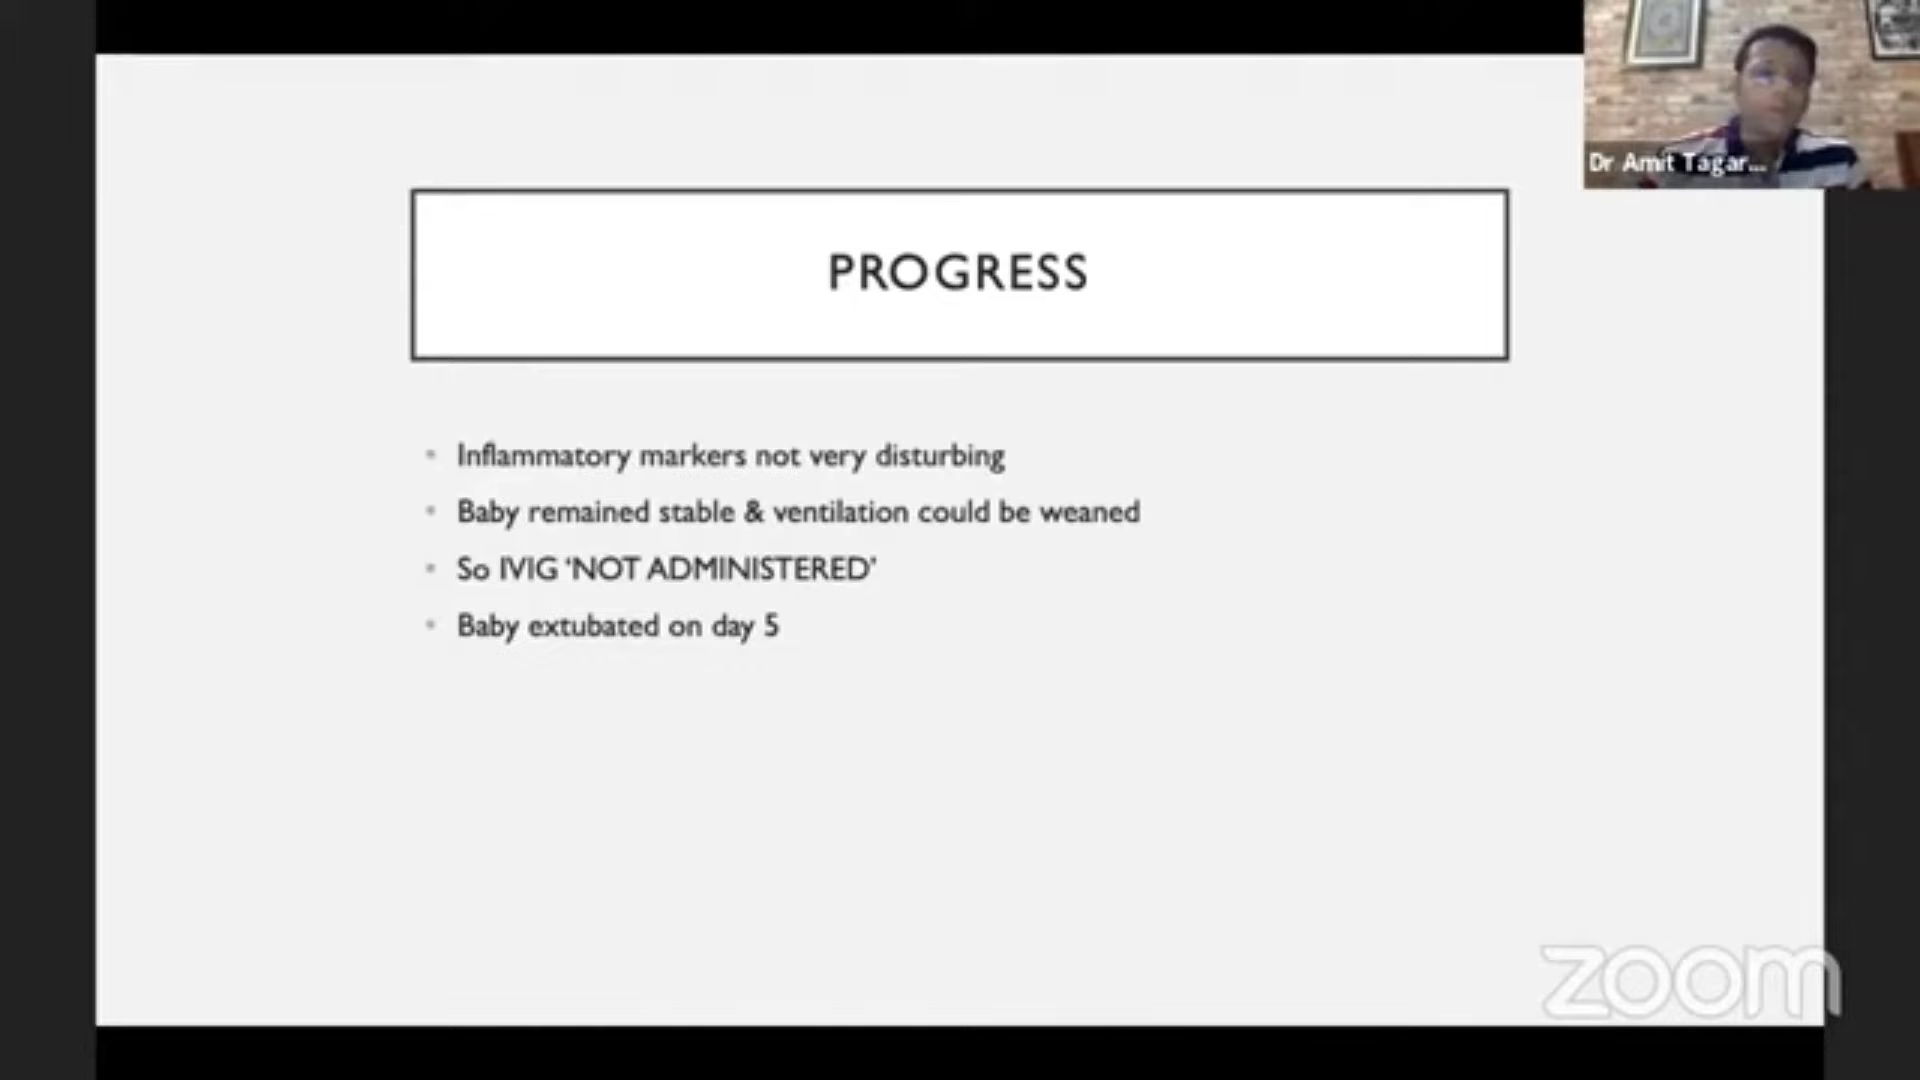 Dr Amit Tagar...
PROGRESS
• Inflammatory markers not very disturbing
• Baby remained stable & ventilation could be weaned
• So IVIG ‘NOT ADMINISTERED’
• Baby extubated on day 5
zoom